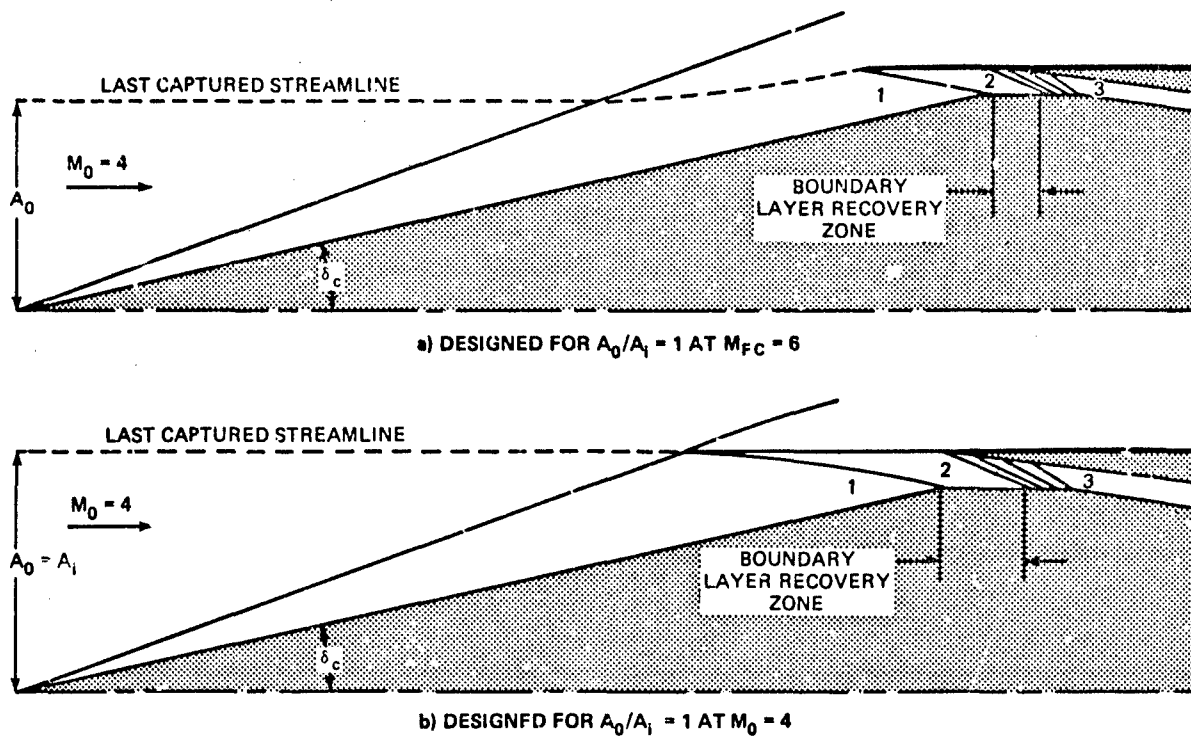 LAST CAPTURED STREAMLINE
M0 = 4
A0
1
2
3
BOUNDARY
LAYER RECOVERY
ZONE
δc
a) DESIGNED FOR A0/Ai = 1 AT MFC = 6
LAST CAPTURED STREAMLINE
M0 = 4
A0 = Ai
1
2
3
BOUNDARY
LAYER RECOVERY
ZONE
δc
b) DESIGNFD FOR A0/Ai = 1 AT M0 = 4